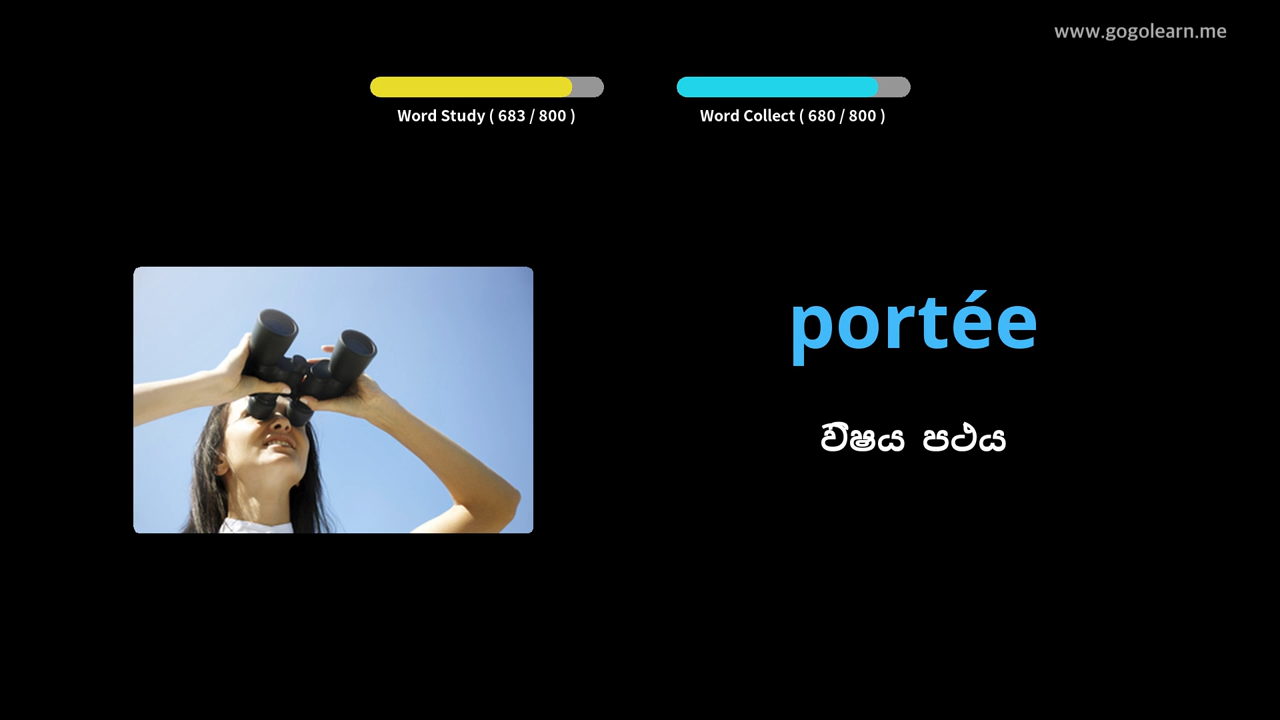 www.gogolearn.me
Word Study ( 683 / 800 )
Word Collect ( 680 / 800 )
portée
විෂය පථය